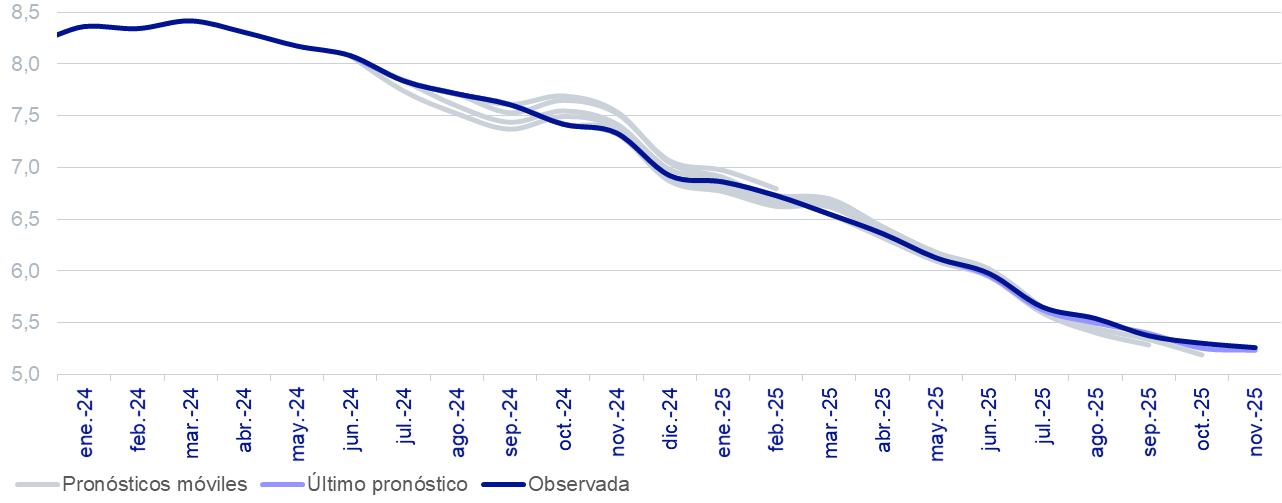 8,5
8,0
7,5
7,0
6,5
6,0
5,5
5,0
ene.-24
feb.-24
mar.-24
abr.-24
may.-24
jun.-24
jul.-24
ago.-24
sep.-24
oct.-24
nov.-24
dic.-24
ene.-25
feb.-25
mar.-25
abr.-25
may.-25
jun.-25
jul.-25
ago.-25
sep.-25
oct.-25
nov.-25
Pronósticos móviles Último pronóstico Observada